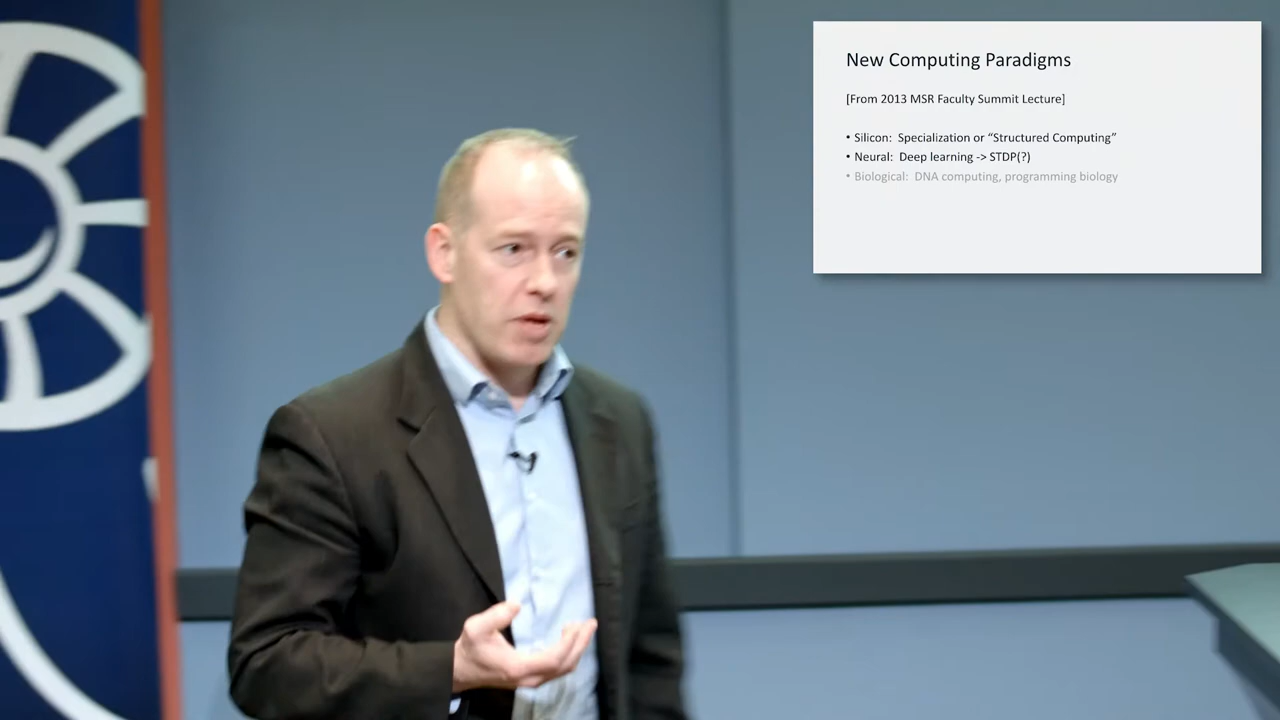 New Computing Paradigms
[From 2013 MSR Faculty Summit Lecture]
• Silicon:  Specialization or “Structured Computing”
• Neural:  Deep learning -> STDP(?)
• Biological:  DNA computing, programming biology